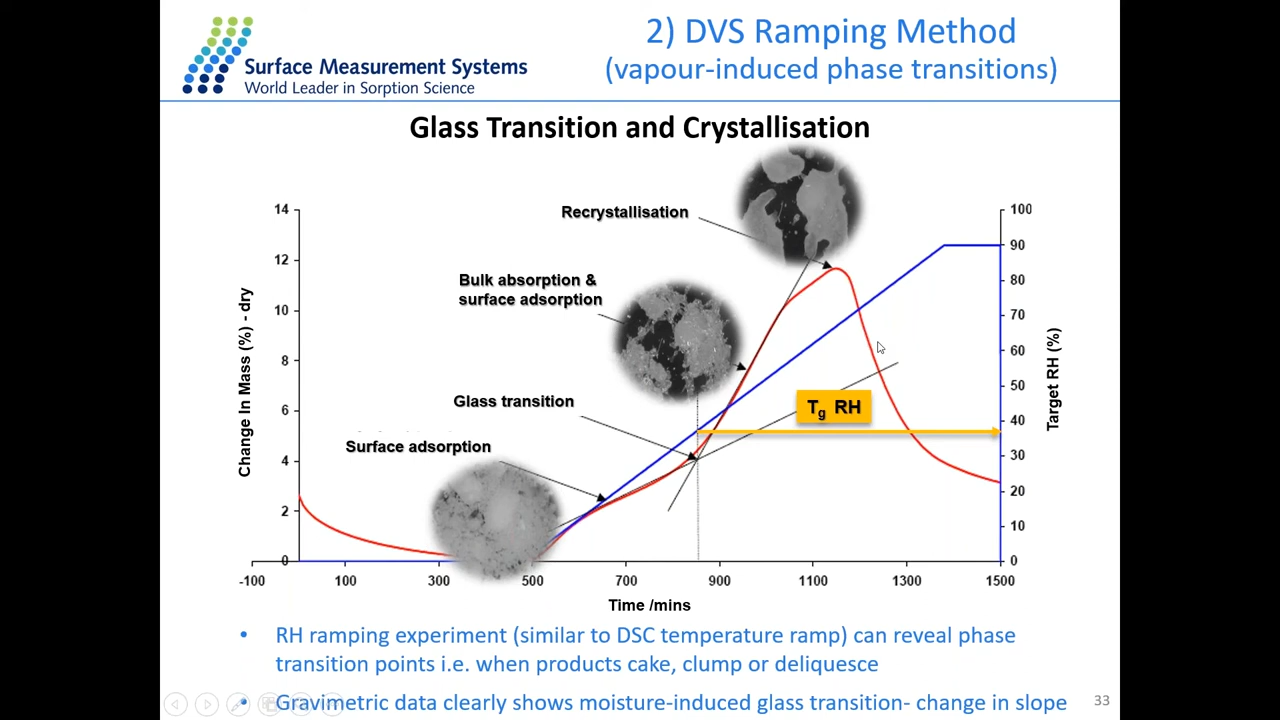 Surface Measurement Systems
World Leader in Sorption Science
2) DVS Ramping Method
(vapour-induced phase transitions)
Glass Transition and Crystallisation
Recrystallisation
Bulk absorption &
surface adsorption
Glass transition
Surface adsorption
Tg RH
Change In Mass (%) - dry
14
12
10
8
6
4
2
0
Target RH (%)
100
90
80
70
60
50
40
30
20
10
0
-100 100 300 500 700 900 1100 1300 1500
Time /mins
• RH ramping experiment (similar to DSC temperature ramp) can reveal phase
transition points i.e. when products cake, clump or deliquesce
• Gravimetric data clearly shows moisture-induced glass transition- change in slope
33